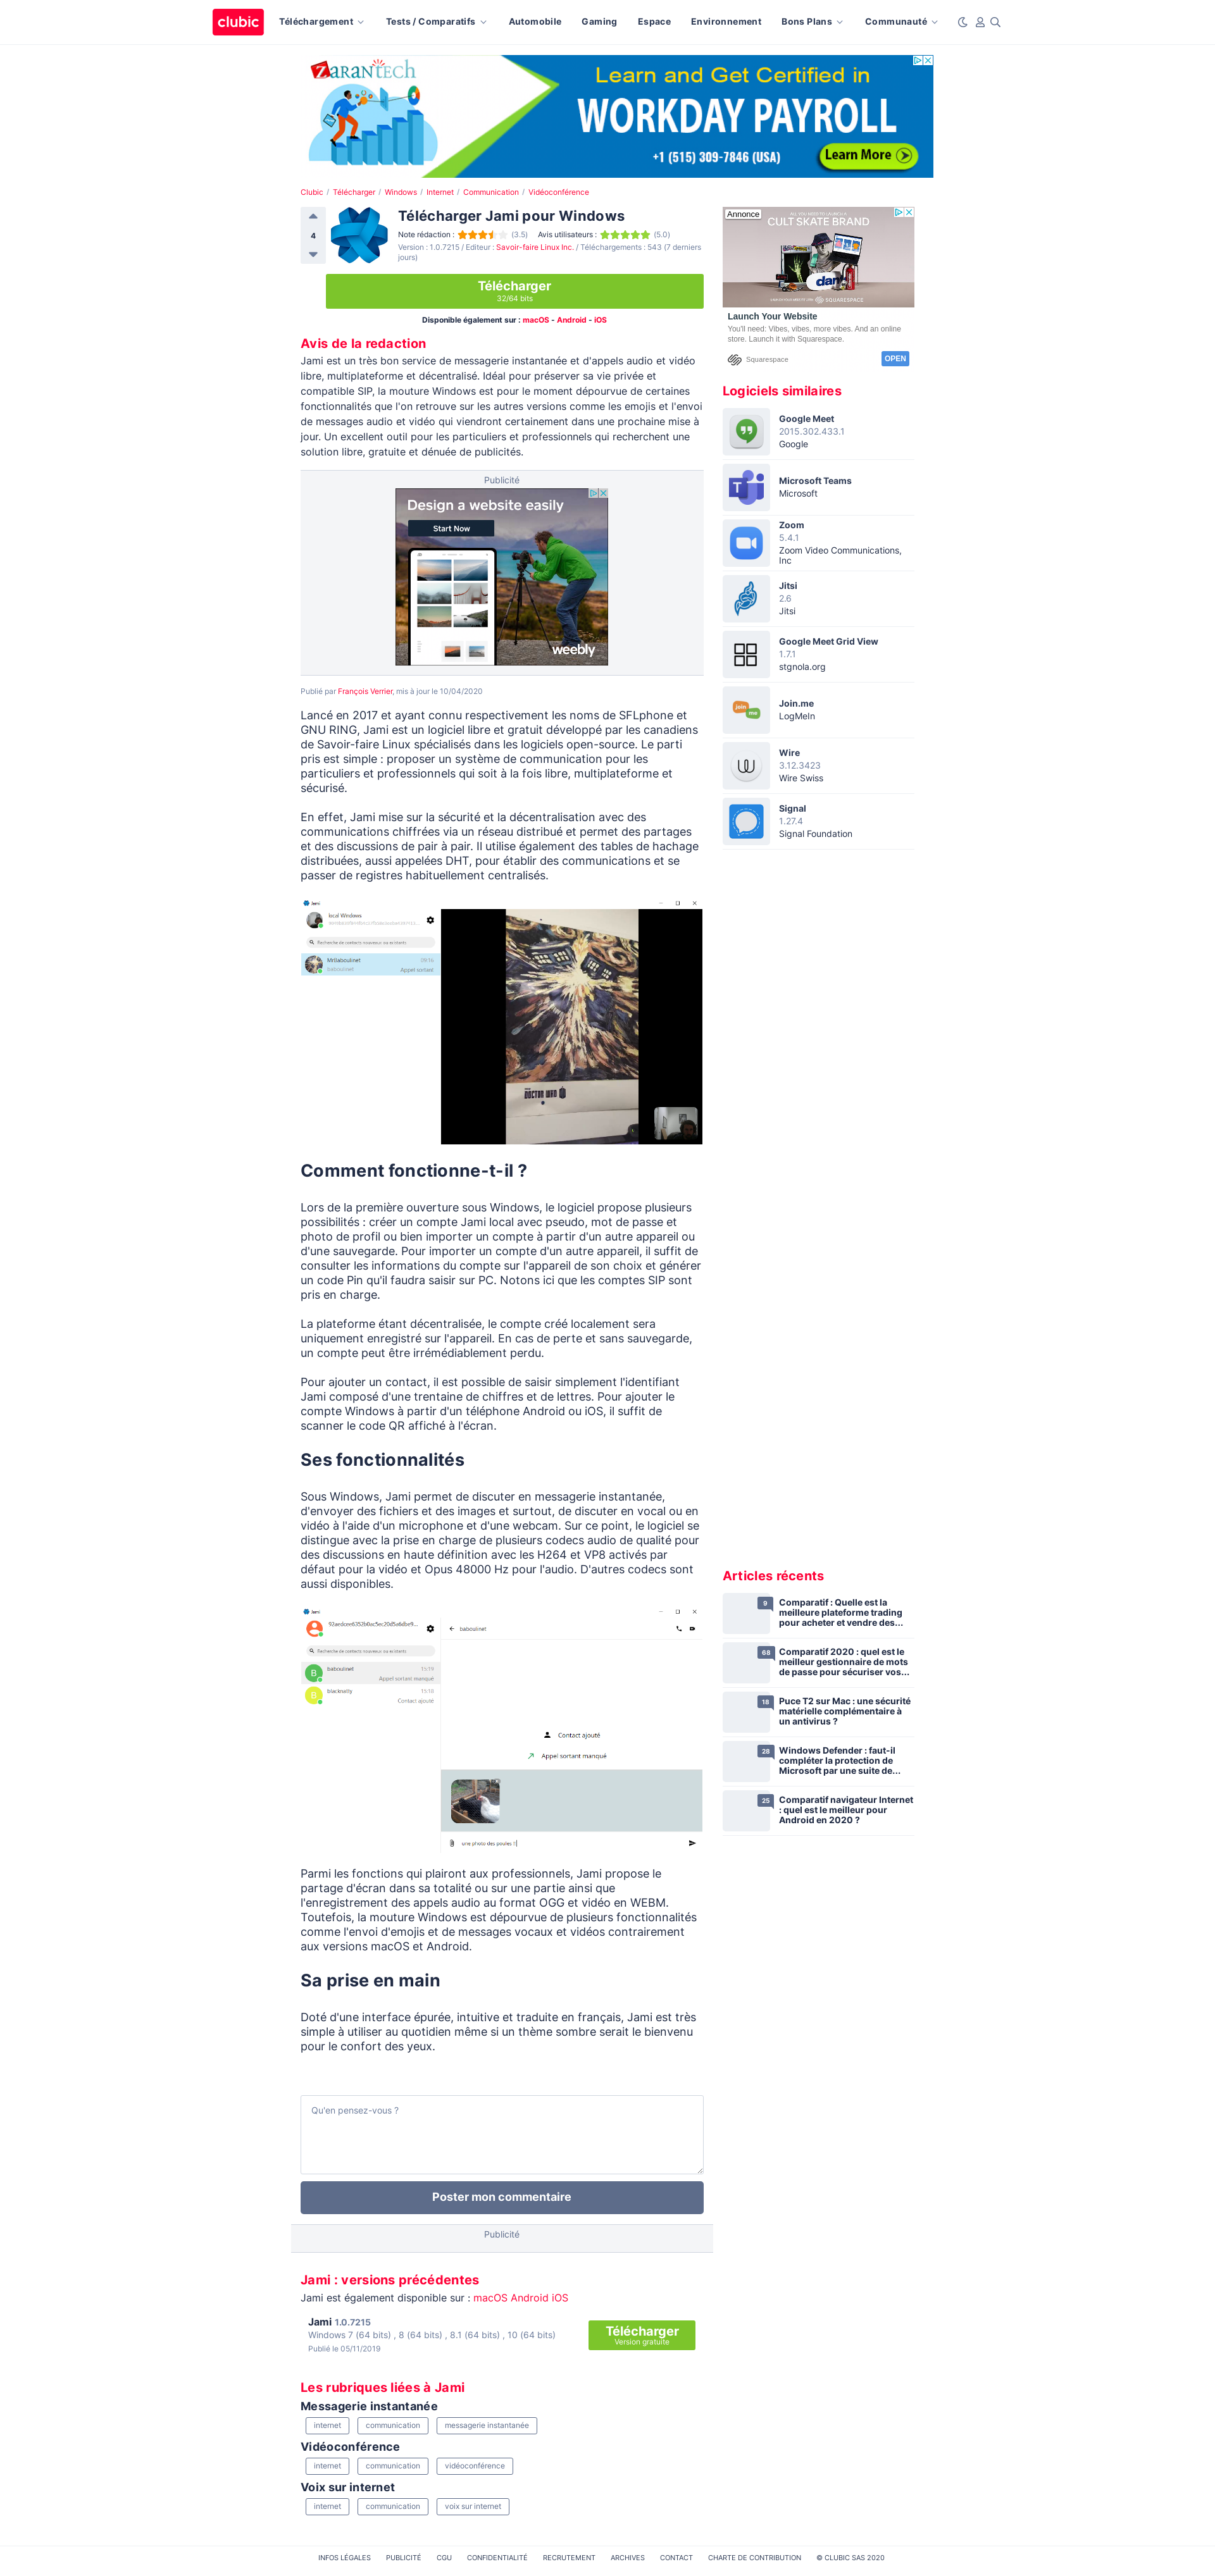 clubic Téléchargement Tests / Comparatifs Automobile Gaming Espace Environnement Bons Plans Communauté
ZARANTECH
Learn and Get Certified in
WORKDAY PAYROLL
+1 (515) 309-7846 (USA)
Learn More
Clubic / Télécharger / Windows / Internet / Communication / Vidéoconférence
4
Télécharger Jami pour Windows
Note rédaction : (3.5) Avis utilisateurs : (5.0)
Version : 1.0.7215 / Editeur : Savoir-faire Linux Inc. / Téléchargements : 543 (7 derniers
jours)
Télécharger
32/64 bits
Disponible également sur : macOS - Android - iOS
Avis de la redaction
Jami est un très bon service de messagerie instantanée et d'appels audio et vidéo
libre, multiplateforme et décentralisé. Idéal pour préserver sa vie privée et
compatible SIP, la mouture Windows est pour le moment dépourvue de certaines
fonctionnalités que l'on retrouve sur les autres versions comme les emojis et l'envoi
de messages audio et vidéo qui viendront certainement dans une prochaine mise à
jour. Un excellent outil pour les particuliers et professionnels qui recherchent une
solution libre, gratuite et dénuée de publicités.
Publicité
Design a website easily
Start Now
weebly
Publié par François Verrier, mis à jour le 10/04/2020
Lancé en 2017 et ayant connu respectivement les noms de SFLphone et
GNU RING, Jami est un logiciel libre et gratuit développé par les canadiens
de Savoir-faire Linux spécialisés dans les logiciels open-source. Le parti
pris est simple : proposer un système de communication pour les
particuliers et professionnels qui soit à la fois libre, multiplateforme et
sécurisé.
En effet, Jami mise sur la sécurité et la décentralisation avec des
communications chiffrées via un réseau distribué et permet des partages
et des discussions de pair à pair. Il utilise également des tables de hachage
distribuées, aussi appelées DHT, pour établir des communications et se
passer de registres habituellement centralisés.
Jami
local Windows
Recherche de contacts nouveaux ou existants
MrBaboulinet 09:16
baboulinet Appel sortant
DOCTOR WHO
Comment fonctionne-t-il ?
Lors de la première ouverture sous Windows, le logiciel propose plusieurs
possibilités : créer un compte Jami local avec pseudo, mot de passe et
photo de profil ou bien importer un compte à partir d'un autre appareil ou
d'une sauvegarde. Pour importer un compte d'un autre appareil, il suffit de
consulter les informations du compte sur l'appareil de son choix et générer
un code Pin qu'il faudra saisir sur PC. Notons ici que les comptes SIP sont
pris en charge.
La plateforme étant décentralisée, le compte créé localement sera
uniquement enregistré sur l'appareil. En cas de perte et sans sauvegarde,
un compte peut être irrémédiablement perdu.
Pour ajouter un contact, il est possible de saisir simplement l'identifiant
Jami composé d'une trentaine de chiffres et de lettres. Pour ajouter le
compte Windows à partir d'un téléphone Android ou iOS, il suffit de
scanner le code QR affiché à l'écran.
Ses fonctionnalités
Sous Windows, Jami permet de discuter en messagerie instantanée,
d'envoyer des fichiers et des images et surtout, de discuter en vocal ou en
vidéo à l'aide d'un microphone et d'une webcam. Sur ce point, le logiciel se
distingue avec la prise en charge de plusieurs codecs audio de qualité pour
des discussions en haute définition avec les H264 et VP8 activés par
défaut pour la vidéo et Opus 48000 Hz pour l'audio. D'autres codecs sont
aussi disponibles.
Jami
baboulinet
Recherche de contacts nouveaux ou existants
B baboulinet 11:19
Appel sortant manqué
B blacknelly 11:10
Contact ajouté
Contact ajouté
Appel sortant manqué
une photo des poules !!
Parmi les fonctions qui plairont aux professionnels, Jami propose le
partage d'écran dans sa totalité ou sur une partie ainsi que
l'enregistrement des appels audio au format OGG et vidéo en WEBM.
Toutefois, la mouture Windows est dépourvue de plusieurs fonctionnalités
comme l'envoi d'emojis et de messages vocaux et vidéos contrairement
aux versions macOS et Android.
Sa prise en main
Doté d'une interface épurée, intuitive et traduite en français, Jami est très
simple à utiliser au quotidien même si un thème sombre serait le bienvenu
pour le confort des yeux.
Qu'en pensez-vous ?
Poster mon commentaire
Publicité
Jami : versions précédentes
Jami est également disponible sur : macOS Android iOS
Jami 1.0.7215
Windows 7 (64 bits) , 8 (64 bits) , 8.1 (64 bits) , 10 (64 bits)
Publié le 05/11/2019
Télécharger
Version gratuite
Les rubriques liées à Jami
Messagerie instantanée
internet communication messagerie instantanée
Vidéoconférence
internet communication vidéoconférence
Voix sur internet
internet communication voix sur internet
Annonce
CULT SKATE BRAND
dang
SQUARESPACE
Launch Your Website
You'll need: Vibes, vibes, more vibes. And an online
store. Launch it with Squarespace.
Squarespace OPEN
Logiciels similaires
Google Meet
2015.302.433.1
Google
Microsoft Teams
Microsoft
Zoom
5.4.1
Zoom Video Communications,
Inc
Jitsi
2.6
Jitsi
Google Meet Grid View
1.7.1
stgnola.org
join me
Join.me
LogMeIn
Wire
3.12.3423
Wire Swiss
Signal
1.27.4
Signal Foundation
Articles récents
9
Comparatif : Quelle est la
meilleure plateforme trading
pour acheter et vendre des...
68
Comparatif 2020 : quel est le
meilleur gestionnaire de mots
de passe pour sécuriser vos...
18
Puce T2 sur Mac : une sécurité
matérielle complémentaire à
un antivirus ?
28
Windows Defender : faut-il
compléter la protection de
Microsoft par une suite de...
25
Comparatif navigateur Internet
: quel est le meilleur pour
Android en 2020 ?
INFOS LÉGALES PUBLICITÉ CGU CONFIDENTIALITÉ RECRUTEMENT ARCHIVES CONTACT CHARTE DE CONTRIBUTION © CLUBIC SAS 2020